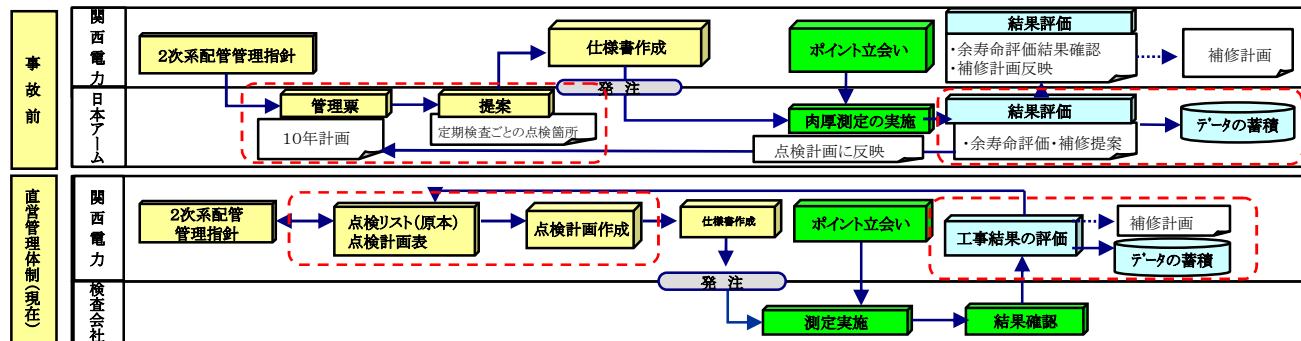 事故前
関西電力
2次系配管管理指針
仕様書作成
ポイント立会い
結果評価
・余寿命評価結果確認
・補修計画反映
補修計画
発 注
日本アーム
管理票
10年計画
提案
定期検査ごとの点検箇所
肉厚測定の実施
点検計画に反映
結果評価
・余寿命評価・補修提案
データの蓄積
直営管理体制(現在)
関西電力
2次系配管
管理指針
点検リスト(原本)
点検計画表
点検計画作成
仕様書作成
ポイント立会い
工事結果の評価
補修計画
データの蓄積
発 注
検査会社
測定実施
結果確認